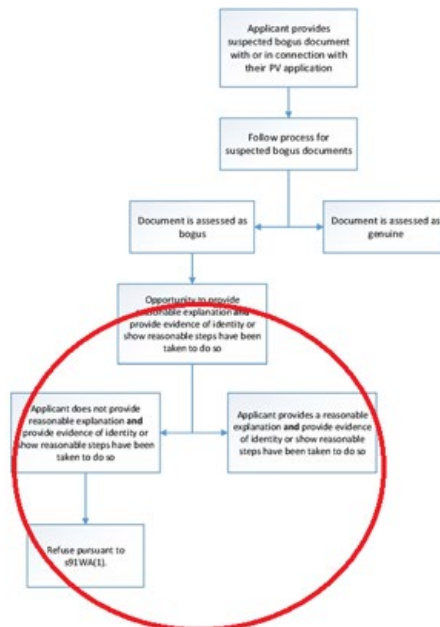 Applicant provides
suspected bogus document
with or in connection with
their PV application
Follow process for
suspected bogus documents
Document is assessed as
bogus
Document is assessed as
genuine
Opportunity to provide
reasonable explanation and
provide evidence of identity or
show reasonable steps have been
taken to do so
Applicant does not provide
reasonable explanation and
provide evidence of identity or
show reasonable steps have been
taken to do so
Applicant provides a reasonable
explanation and provide evidence
of identity or show reasonable
steps have been taken to do so
Refuse pursuant to
s91WA(1).